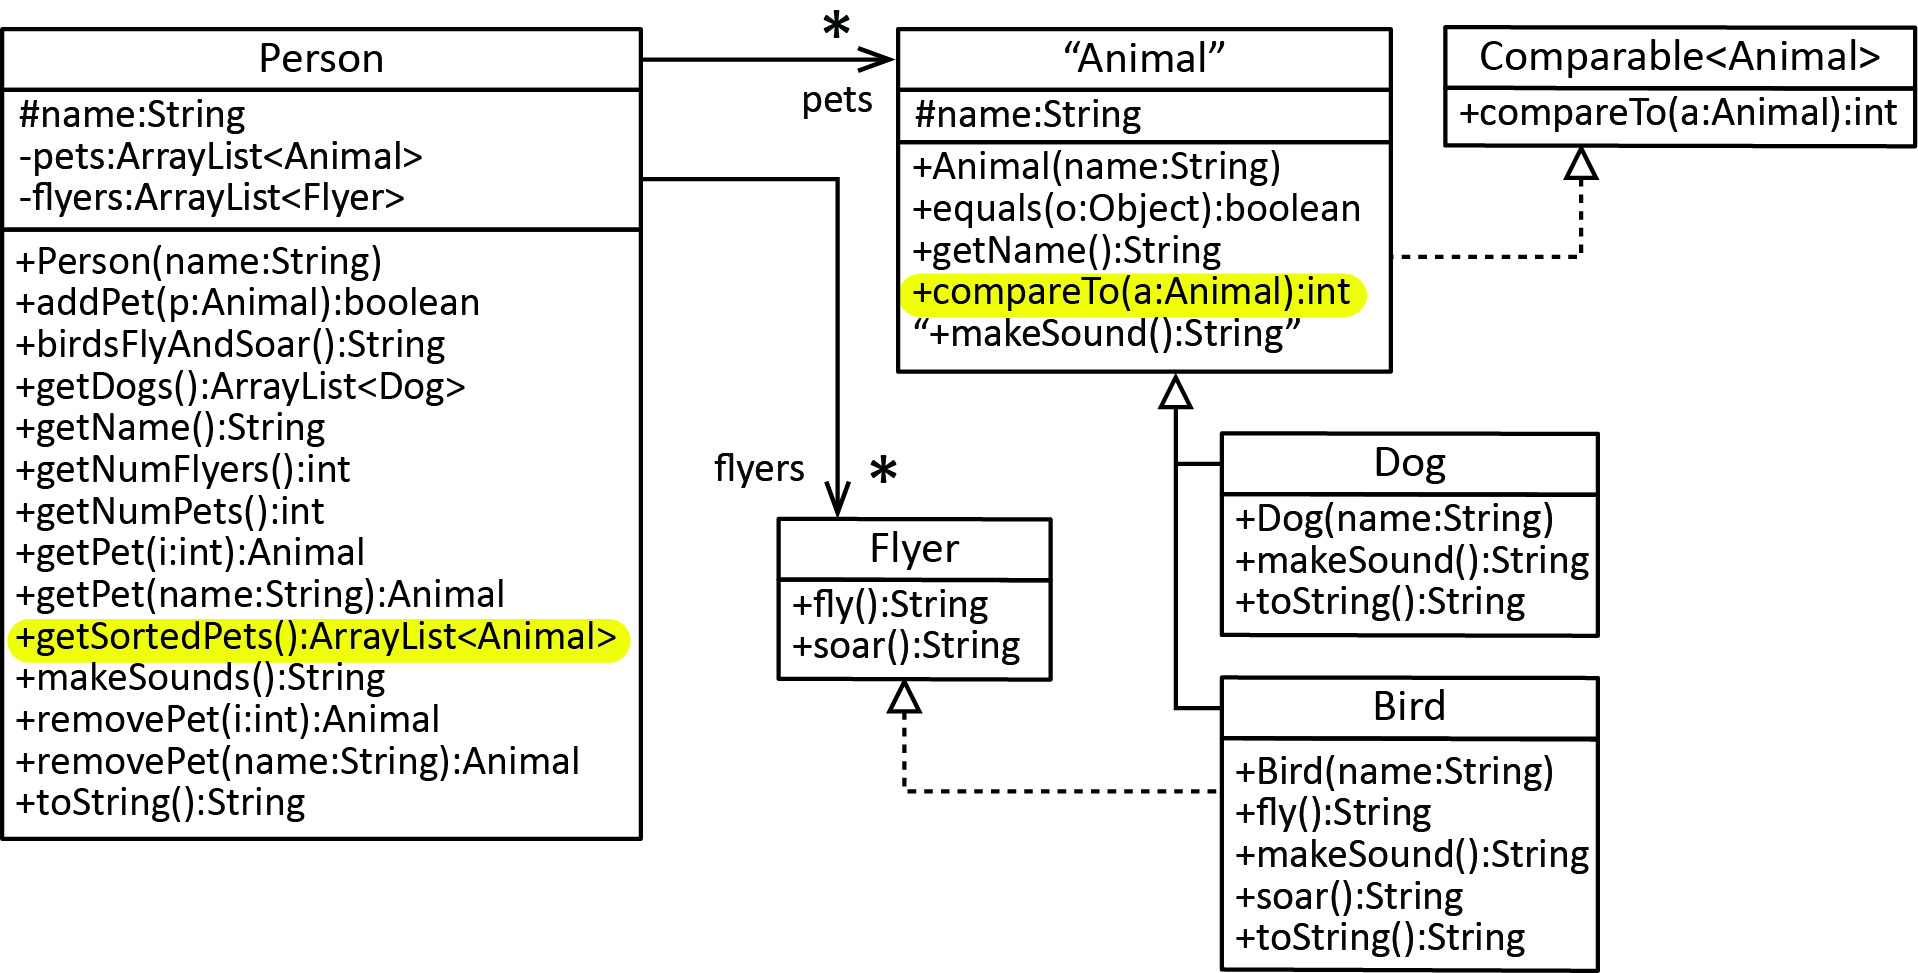 Person
#name:String
-pets:ArrayList<Animal>
-flyers:ArrayList<Flyer>
+Person(name:String)
+addPet(p:Animal):boolean
+birdsFlyAndSoar():String
+getDogs():ArrayList<Dog>
+getName():String
+getNumFlyers():int
+getNumPets():int
+getPet(i:int):Animal
+getPet(name:String):Animal
+getSortedPets():ArrayList<Animal>
+makeSounds():String
+removePet(i:int):Animal
+removePet(name:String):Animal
+toString():String
*
pets
flyers
*
“Animal”
#name:String
+Animal(name:String)
+equals(o:Object):boolean
+getName():String
+compareTo(a:Animal):int
“+makeSound():String”
Comparable<Animal>
+compareTo(a:Animal):int
Flyer
+fly():String
+soar():String
Dog
+Dog(name:String)
+makeSound():String
+toString():String
Bird
+Bird(name:String)
+fly():String
+makeSound():String
+soar():String
+toString():String